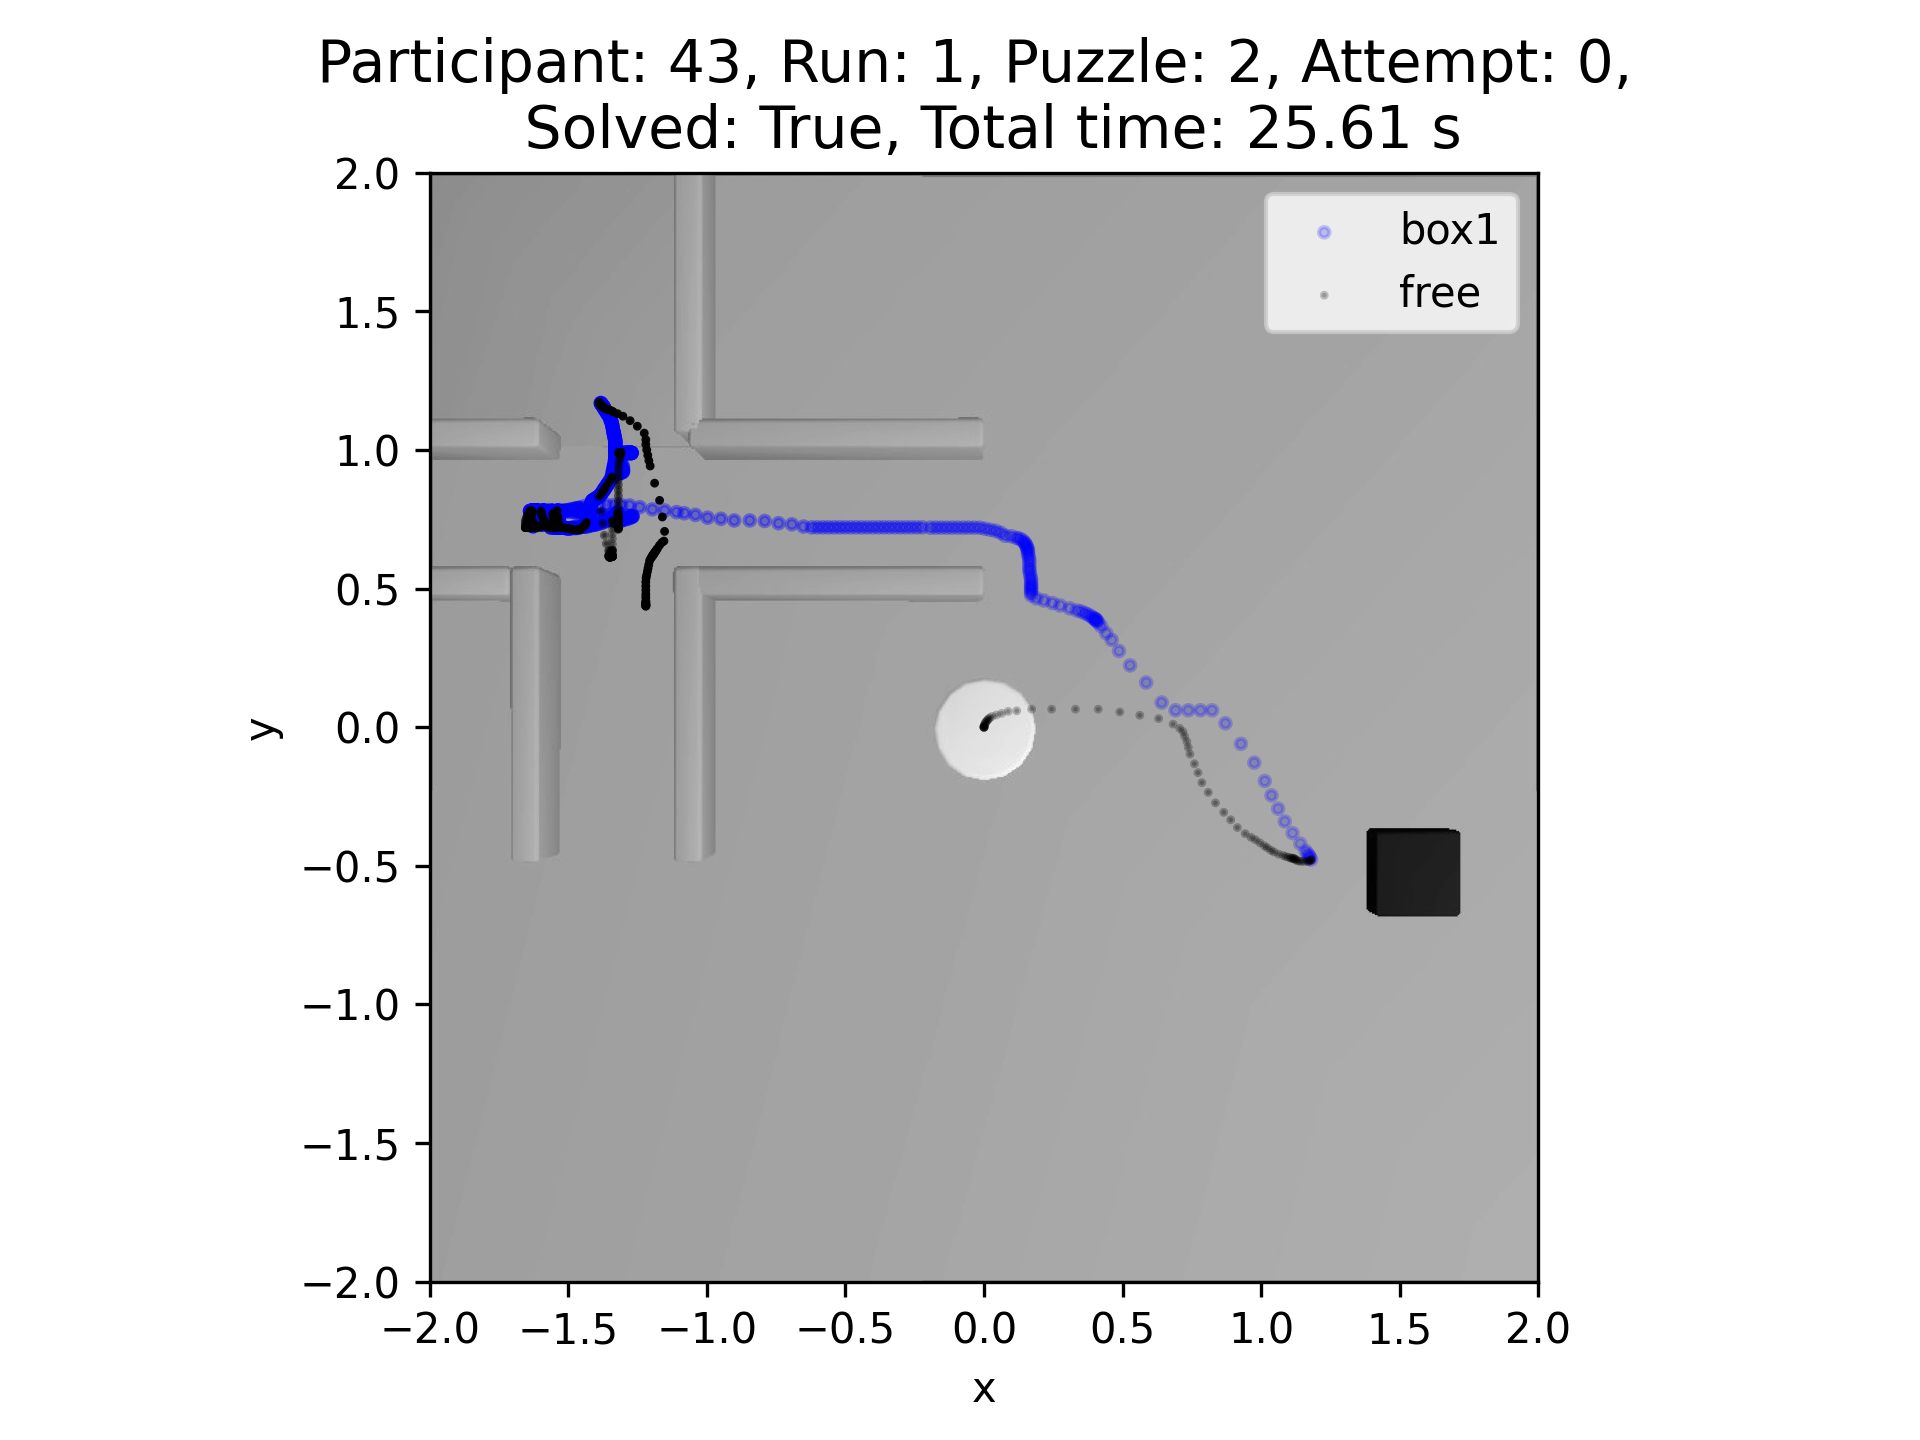 Participant: 43, Run: 1, Puzzle: 2, Attempt: 0,
Solved: True, Total time: 25.61 s
box1
free
2.0
1.5
1.0
0.5
0.0
−0.5
−1.0
−1.5
−2.0
y
−2.0 −1.5 −1.0 −0.5 0.0 0.5 1.0 1.5 2.0
x